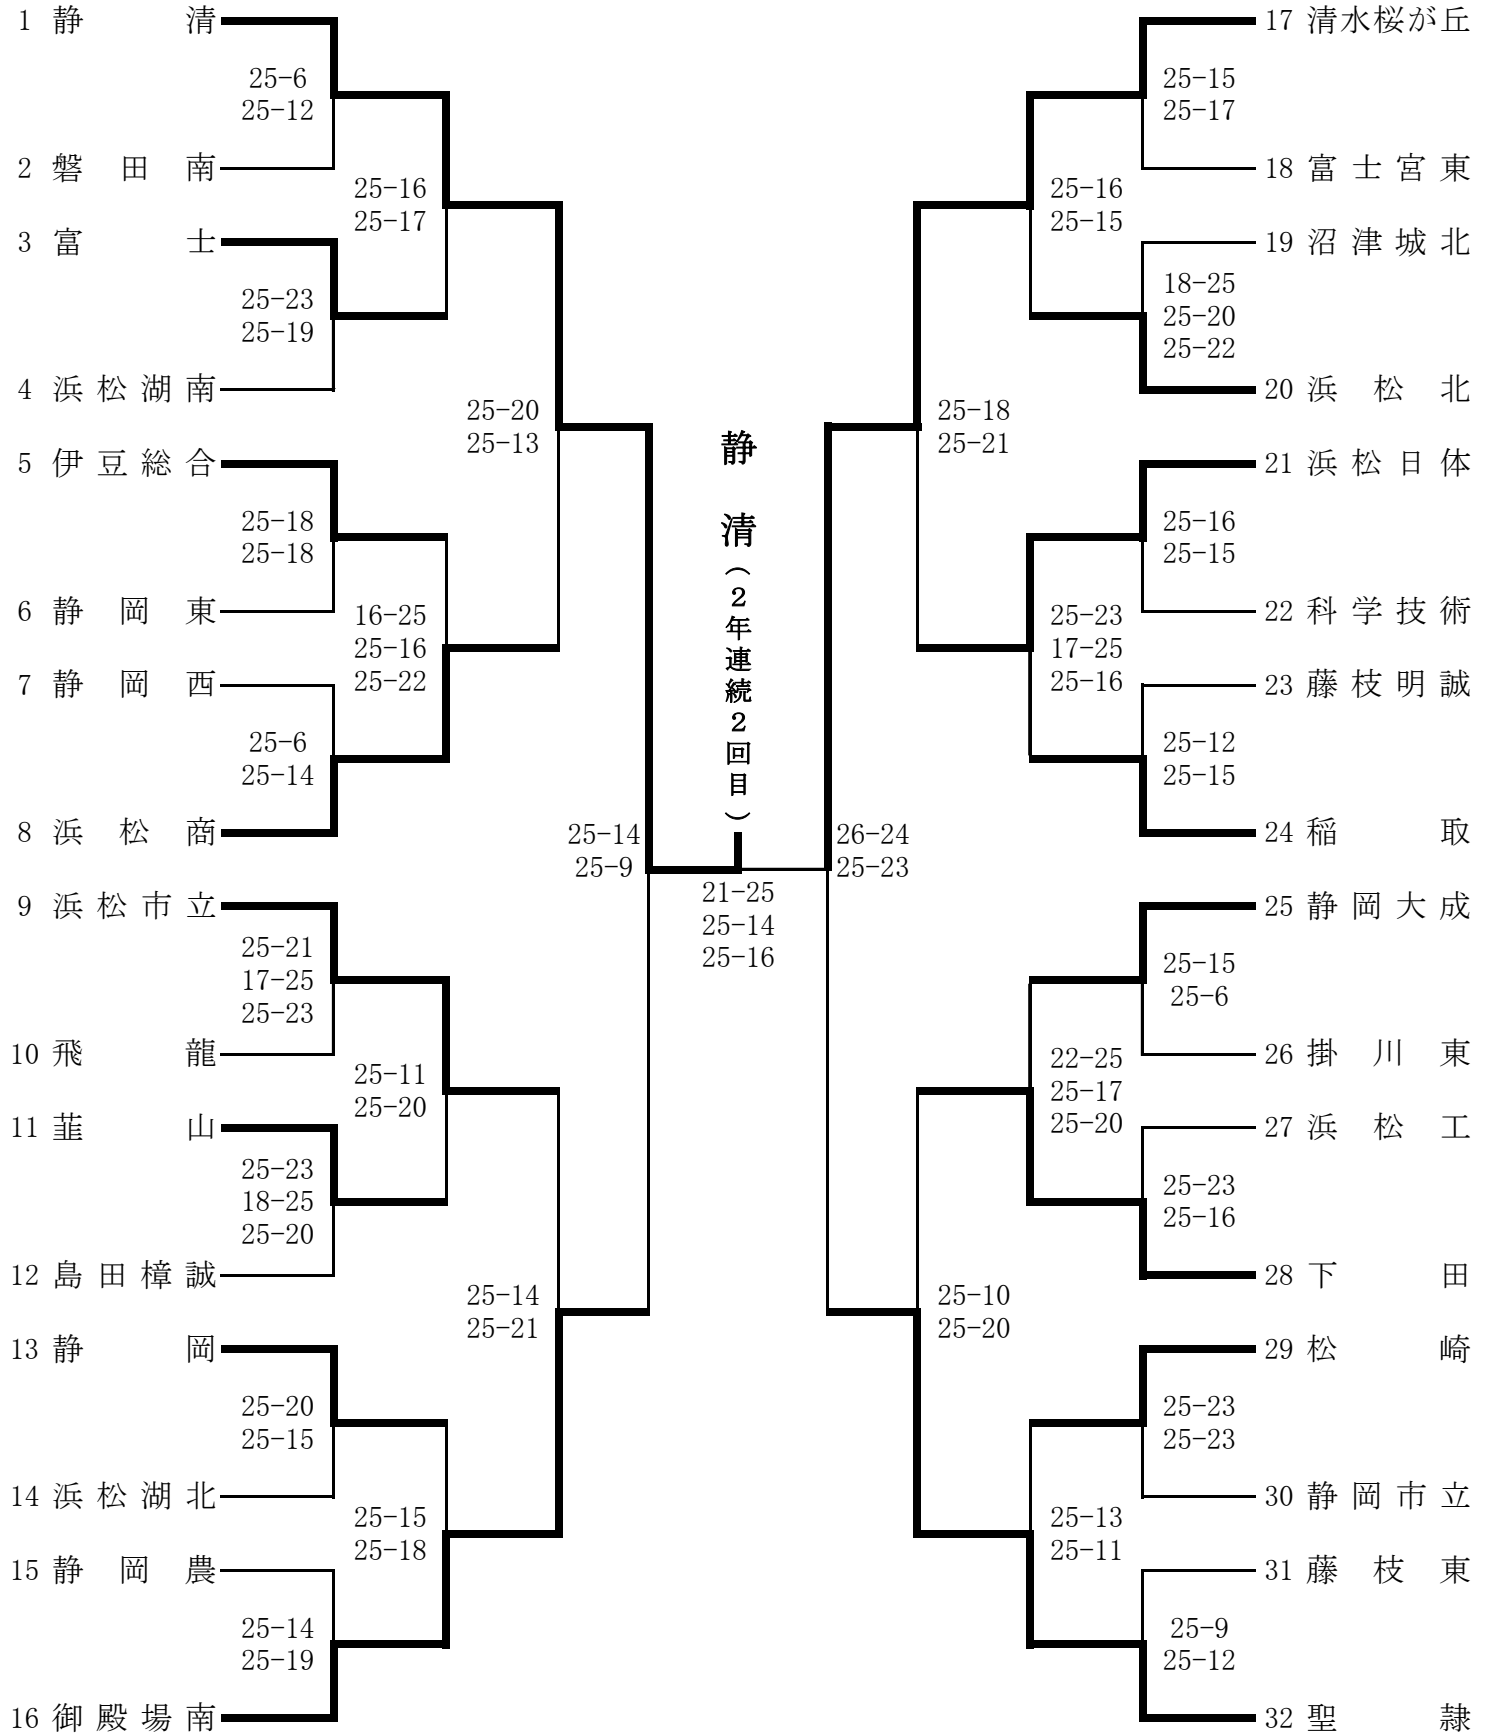 1 静清
25-6
25-12
2 磐田南
25-16
25-17
3 富士
25-23
25-19
4 浜松湖南
25-20
25-13
5 伊豆総合
25-18
25-18
6 静岡東
16-25
25-16
25-22
7 静岡西
25-6
25-14
8 浜松商
25-14
25-9
9 浜松市立
25-21
17-25
25-23
10 飛龍
25-11
25-20
11 韮山
25-23
18-25
25-20
12 島田樟誠
25-14
25-21
13 静岡
25-20
25-15
14 浜松湖北
25-15
25-18
15 静岡農
25-14
25-19
16 御殿場南
静清(2年連続2回目)
21-25
25-14
25-16
17 清水桜が丘
25-15
25-17
18 富士宮東
25-16
25-15
19 沼津城北
18-25
25-20
25-22
20 浜松北
25-18
25-21
21 浜松日体
25-16
25-15
22 科学技術
25-23
17-25
25-16
23 藤枝明誠
25-12
25-15
24 稲取
26-24
25-23
25 静岡大成
25-15
25-6
26 掛川東
22-25
25-17
25-20
27 浜松工
25-23
25-16
28 下田
25-10
25-20
29 松崎
25-23
25-23
30 静岡市立
25-13
25-11
31 藤枝東
25-9
25-12
32 聖隷